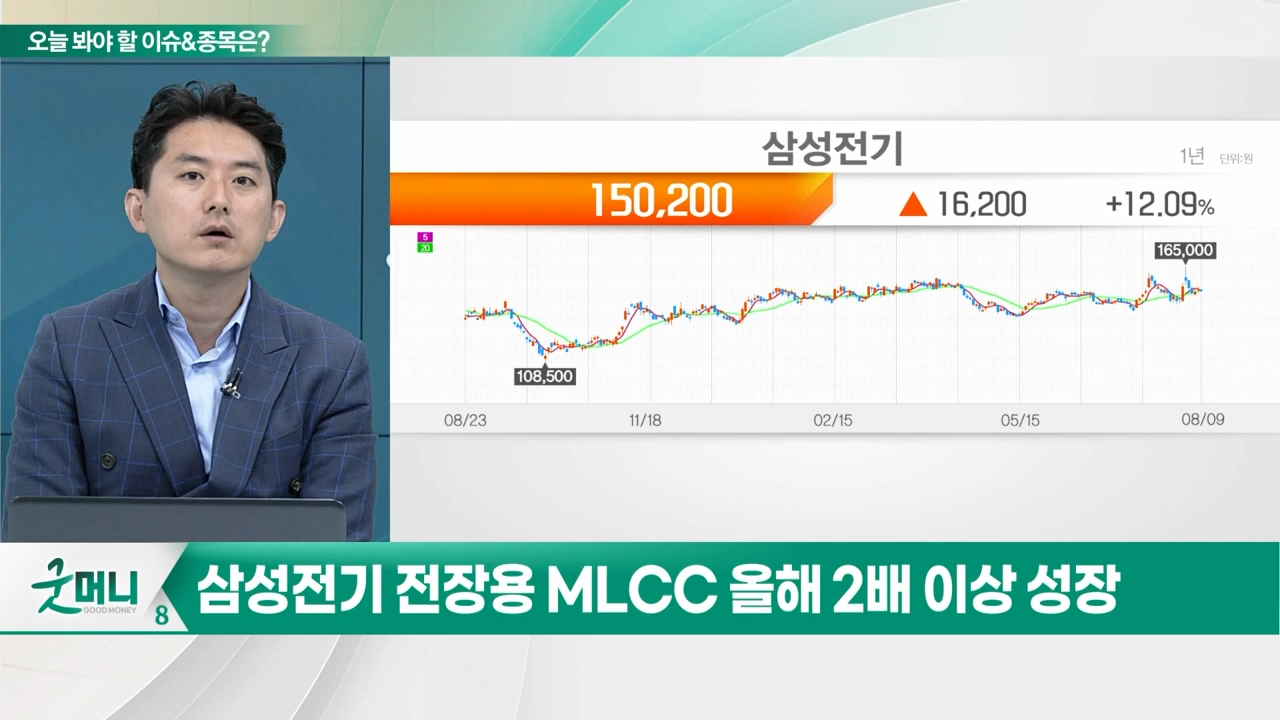 오늘 봐야 할 이슈&종목은?
삼성전기
1년 단위:원
150,200 ▲ 16,200 +12.09%
5
20
165,000
108,500
08/23 11/18 02/15 05/15 08/09
굿머니
GOOD MONEY
8
삼성전기 전장용 MLCC 올해 2배 이상 성장